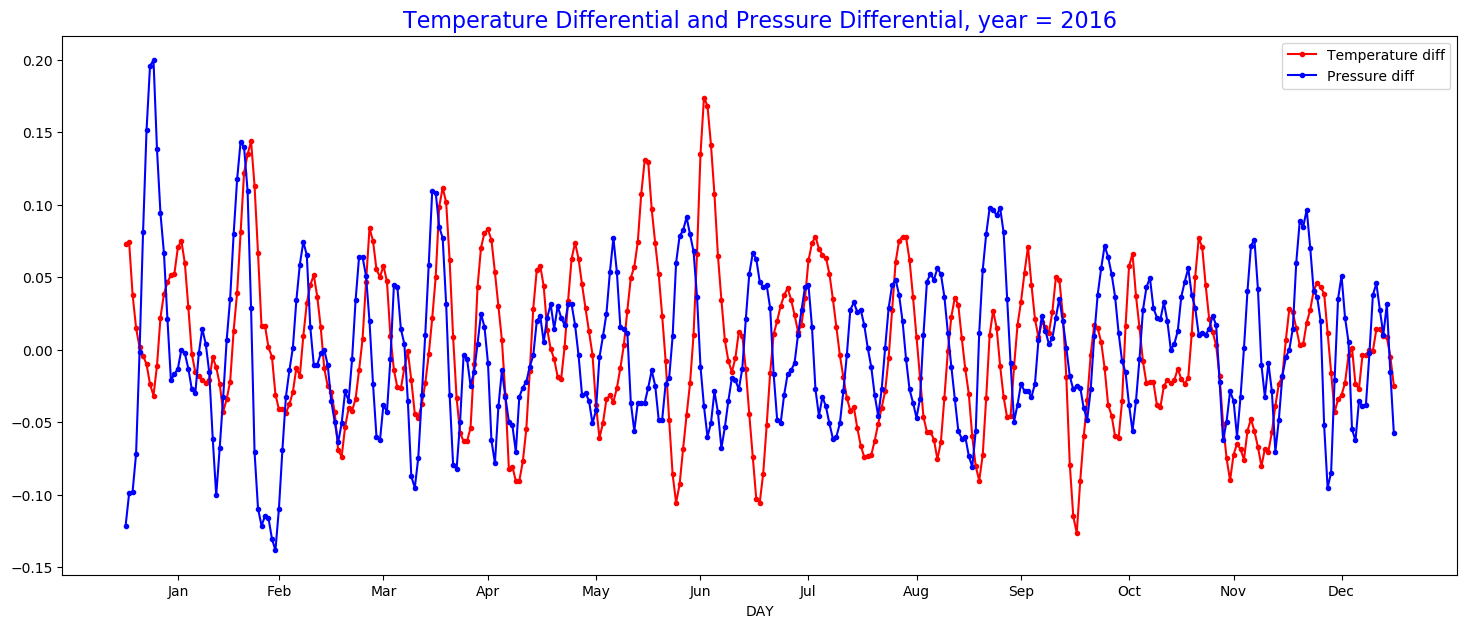 Temperature Differential and Pressure Differential, year = 2016
Temperature diff
Pressure diff
0.20
0.15
0.10
0.05
0.00
−0.05
−0.10
−0.15
Jan Feb Mar Apr May Jun Jul Aug Sep Oct Nov Dec
DAY